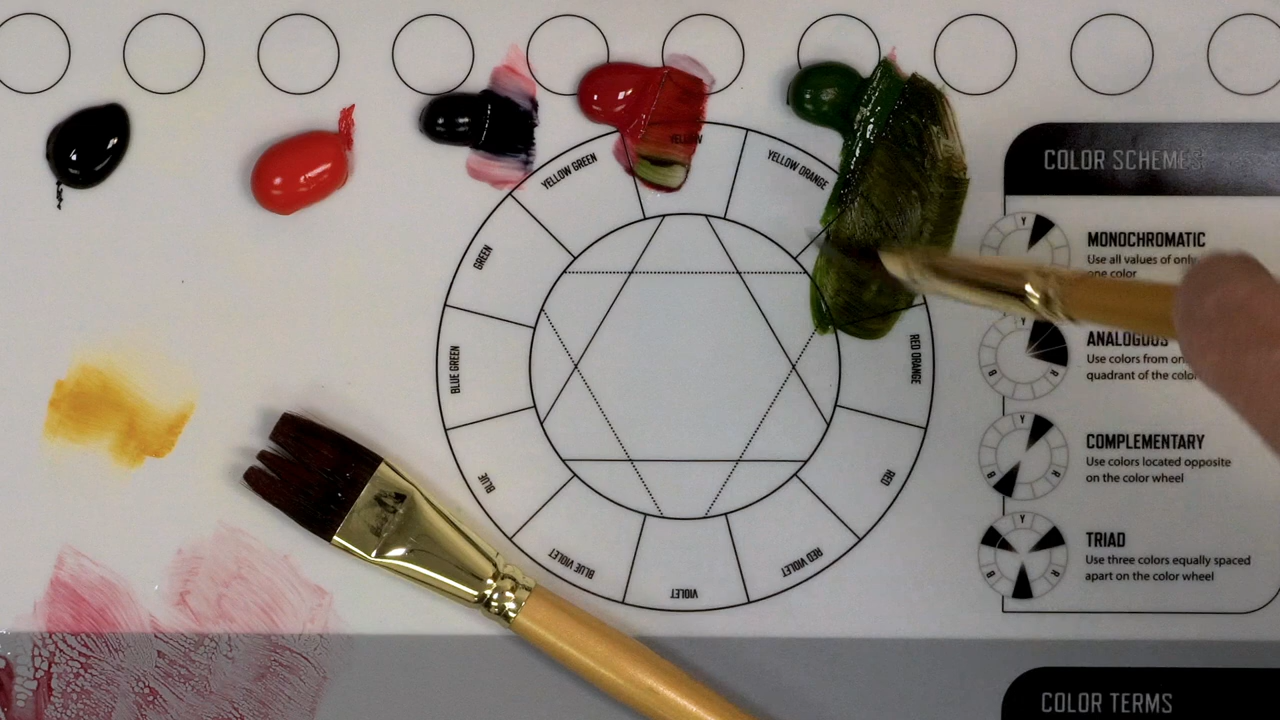 YELLOW
YELLOW GREEN
YELLOW ORANGE
GREEN
BLUE GREEN
RED ORANGE
BLUE
RED
BLUE VIOLET
RED VIOLET
VIOLET
COLOR SCHEMES
Y
MONOCHROMATIC
Use all values of only
one color
Y
B
R
ANALOGOUS
Use colors from on
quadrant of the colo
Y
B
R
COMPLEMENTARY
Use colors located opposite
on the color wheel
Y
B
R
TRIAD
Use three colors equally spaced
apart on the color wheel
COLOR TERMS